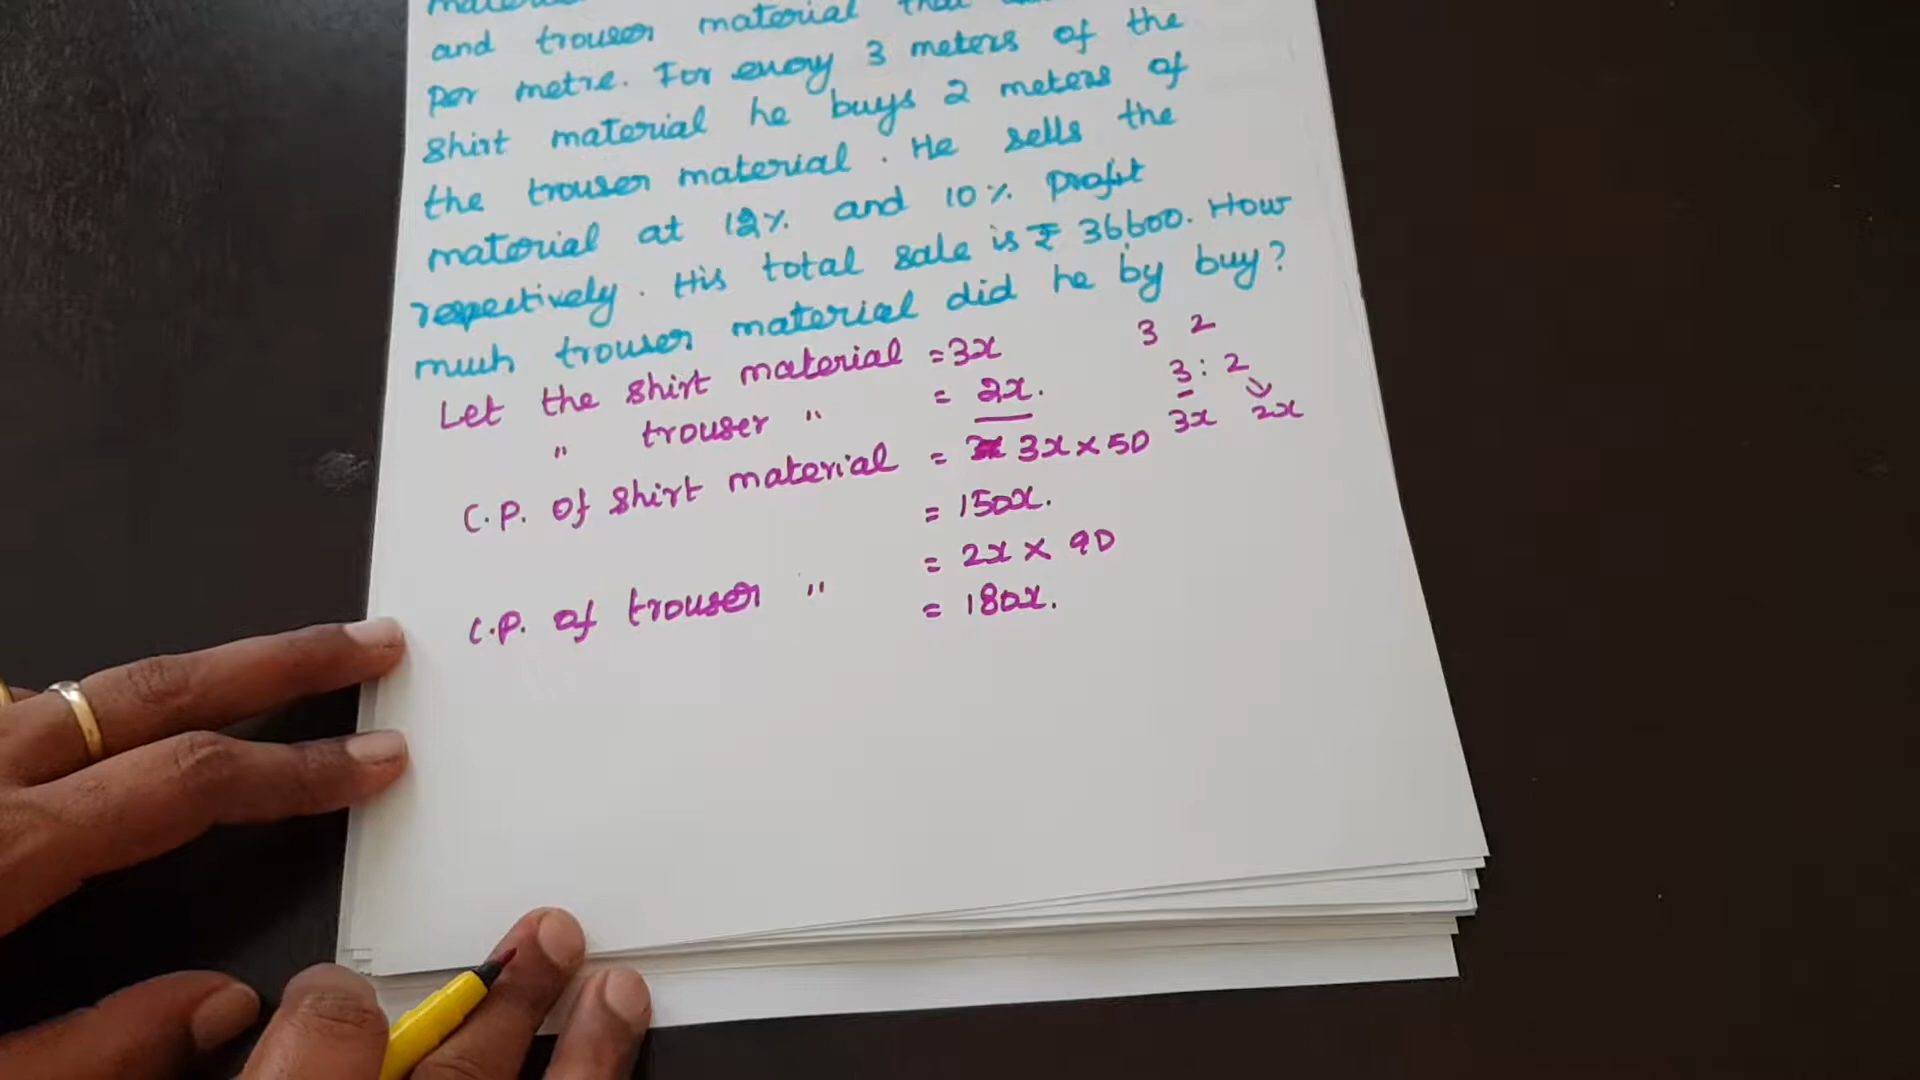 and trouser material that
per metre. For every 3 meters of the
shirt material he buys 2 meters of
the trouser material. He sells the
material at 12% and 10% profit
respectively. His total sale is ₹ 36600. How
much trouser material did he by buy?
Let the shirt material = 3x
" trouser " = 2x.
3 2
3 : 2
3x 2x
C.P. of shirt material = 3x × 50
= 150x.
C.P. of trouser " = 2x × 90
= 180x.